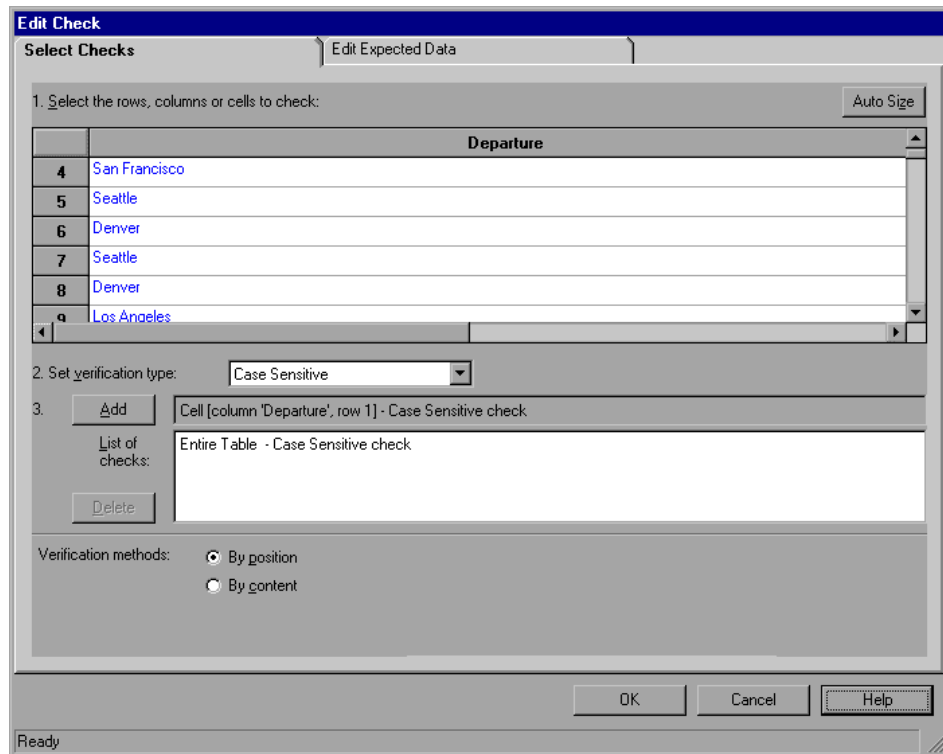 Edit Check
Select Checks Edit Expected Data
1. Select the rows, columns or cells to check: Auto Size
Departure
4 San Francisco
5 Seattle
6 Denver
7 Seattle
8 Denver
9 Los Angeles
2. Set verification type: Case Sensitive
3. Add Cell [column 'Departure', row 1] - Case Sensitive check
List of checks: Entire Table - Case Sensitive check
Delete
Verification methods: By position
By content
OK Cancel Help
Ready